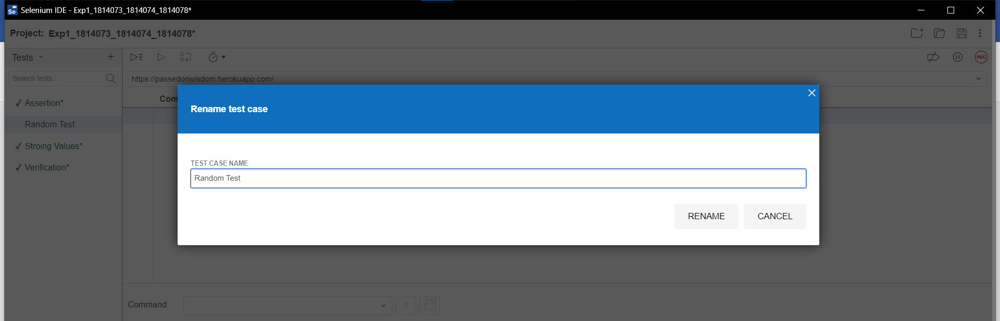 Se Selenium IDE - Exp1_1814073_1814074_1814078*
Project: Exp1_1814073_1814074_1814078*
Tests
REC
Search tests...
https://passedonwisdom.herokuapp.com/
Com
Assertion*
Random Test
Stroing Values*
Verification*
Rename test case
TEST CASE NAME
Random Test
RENAME CANCEL
Command //